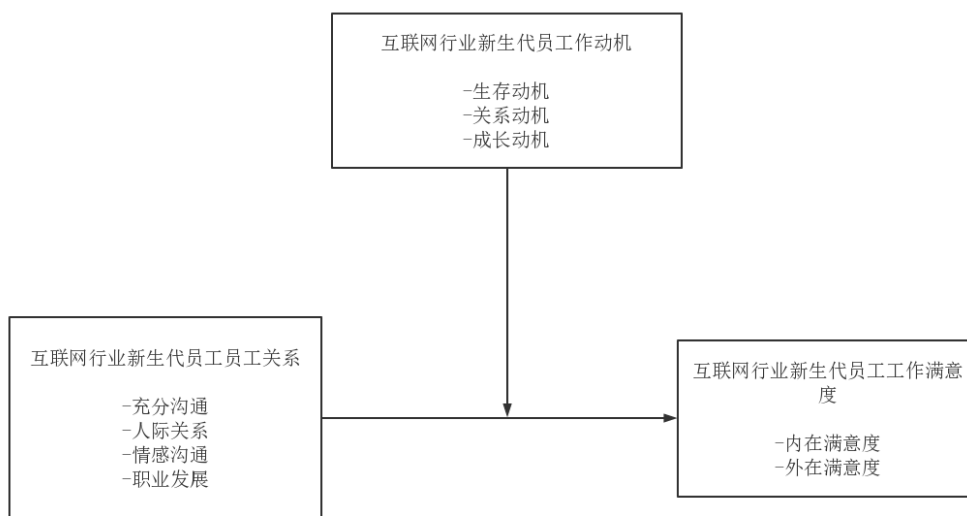 互联网行业新生代员工作动机
-生存动机
-关系动机
-成长动机
互联网行业新生代员工员工关系
-充分沟通
-人际关系
-情感沟通
-职业发展
互联网行业新生代员工工作满意
度
-内在满意度
-外在满意度